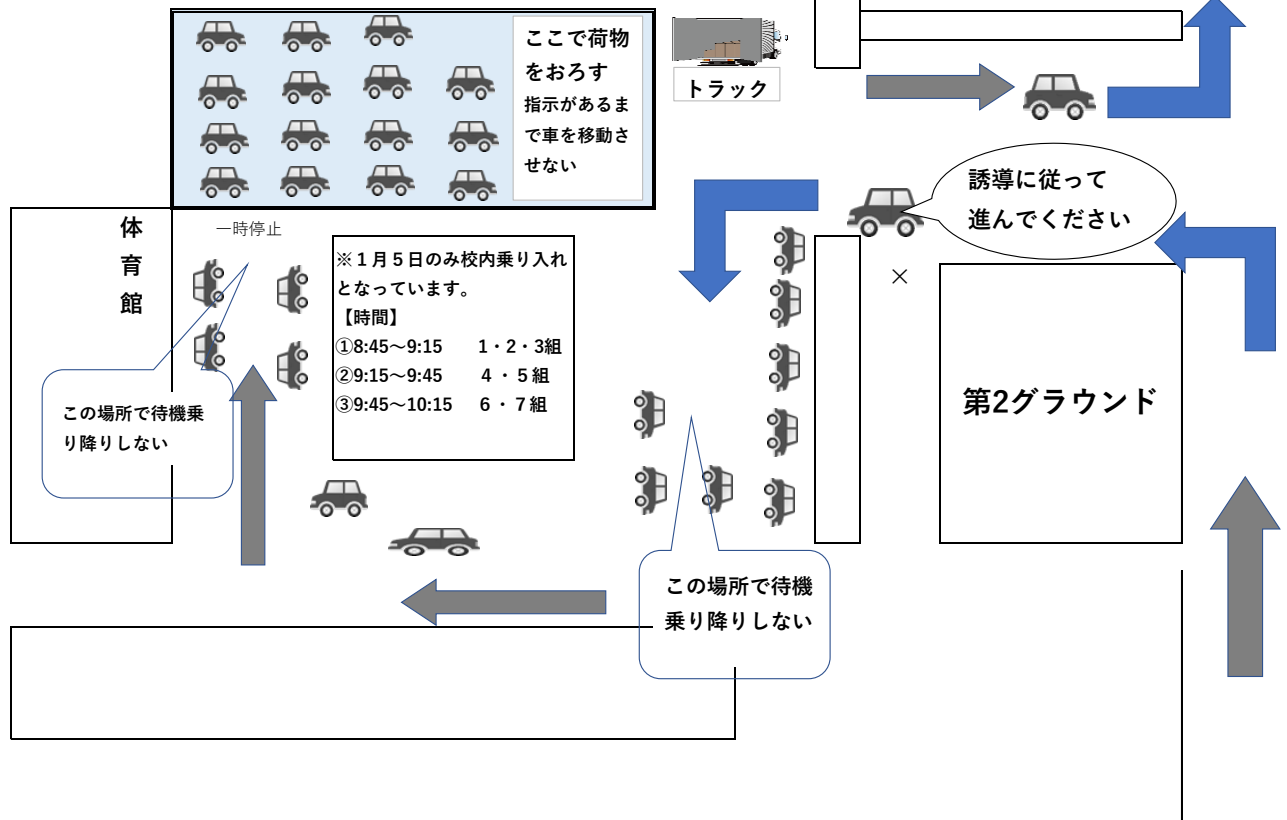 ここで荷物
をおろす
指示があるま
で車を移動さ
せない
トラック
誘導に従って
進んでください
体
育
館
一時停止
※１月５日のみ校内乗り入れ
となっています。
【時間】
①8:45～9:15　1・2・3組
②9:15～9:45　４・５組
③9:45～10:15　６・７組
×
第2グラウンド
この場所で待機乗
り降りしない
この場所で待機
乗り降りしない